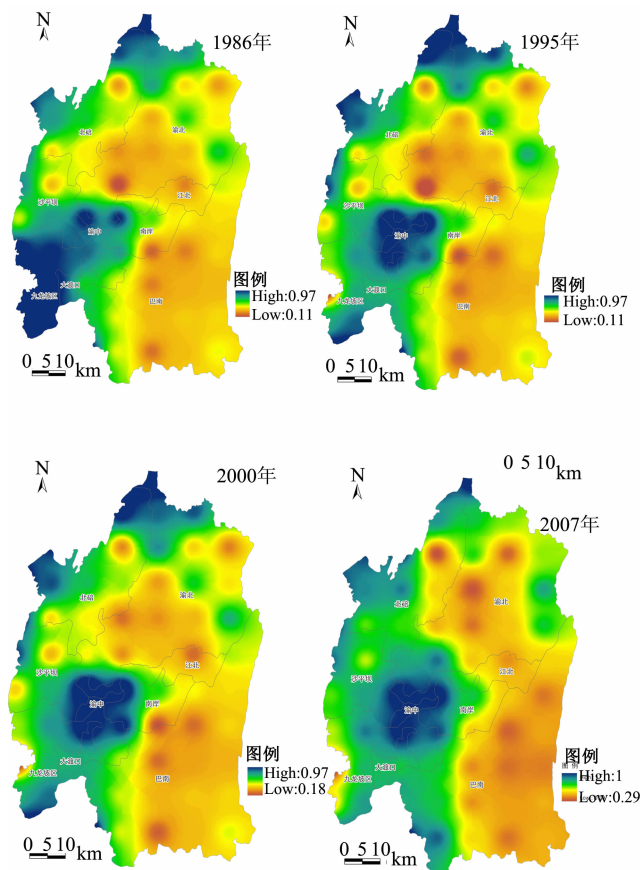 N
1986年
北碚
渝北
沙平坝
江北
渝中
南岸
大渡口
九龙坡区
巴南
图例
High:0.97
Low:0.11
0 5 10
km
N
1995年
北碚
渝北
沙平坝
江北
渝中
南岸
大渡口
九龙坡区
巴南
图例
High:0.97
Low:0.11
0 5 10
km
N
2000年
北碚
渝北
沙平坝
江北
渝中
南岸
大渡口
九龙坡区
巴南
图例
High:0.97
Low:0.18
0 5 10
km
0 5 10
km
N
2007年
北碚
渝北
沙平坝
江北
渝中
南岸
大渡口
九龙坡区
巴南
图例
图 例
High:1
Low:0.29
0 5 10
km